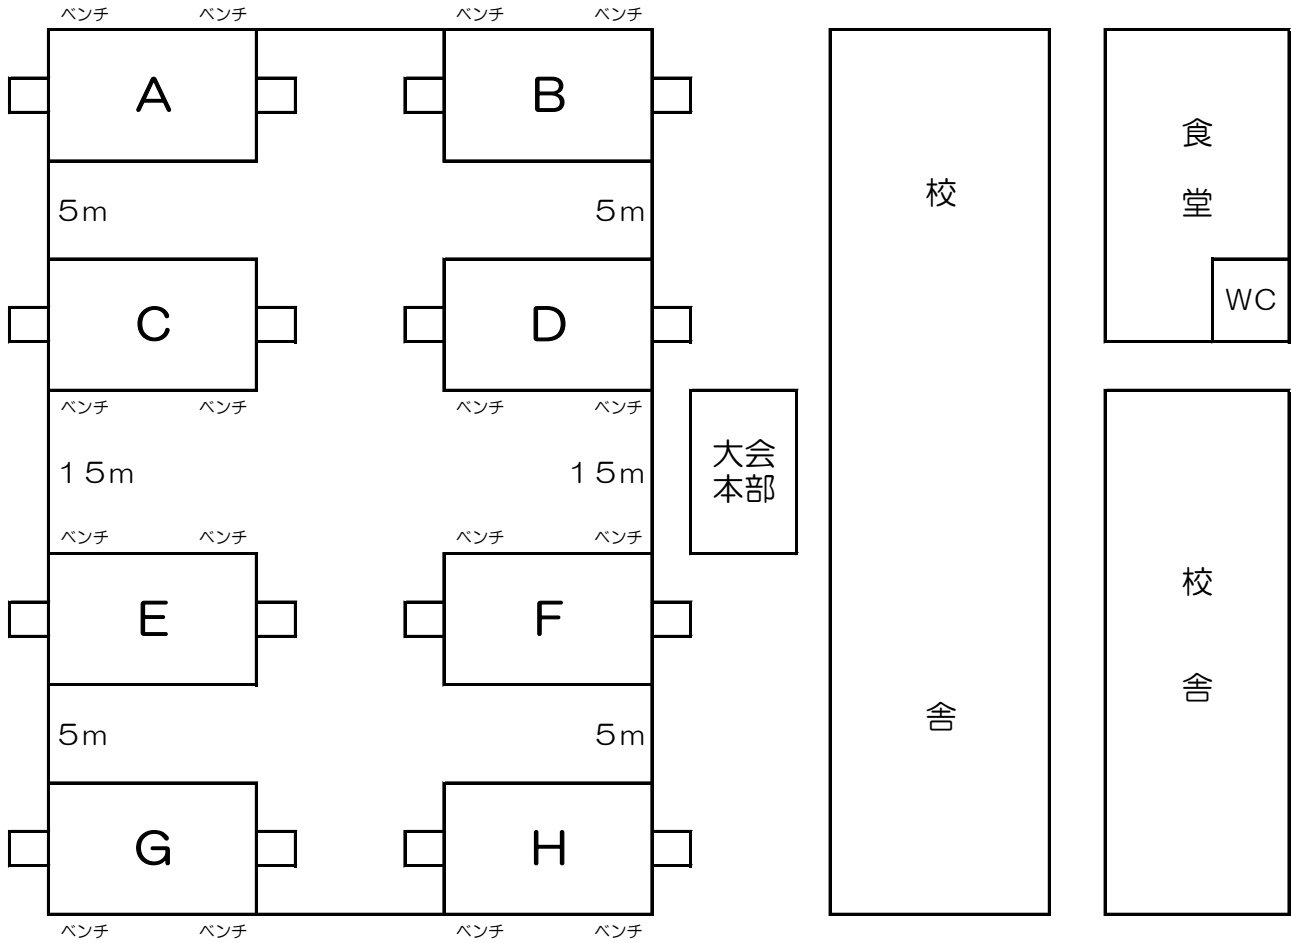 ベンチ ベンチ ベンチ ベンチ
A B
食堂
校舎
5m 5m
WC
C D
ベンチ ベンチ ベンチ ベンチ
大会
本部
15m 15m
ベンチ ベンチ ベンチ ベンチ
E F
校舎
5m 5m
G H
ベンチ ベンチ ベンチ ベンチ